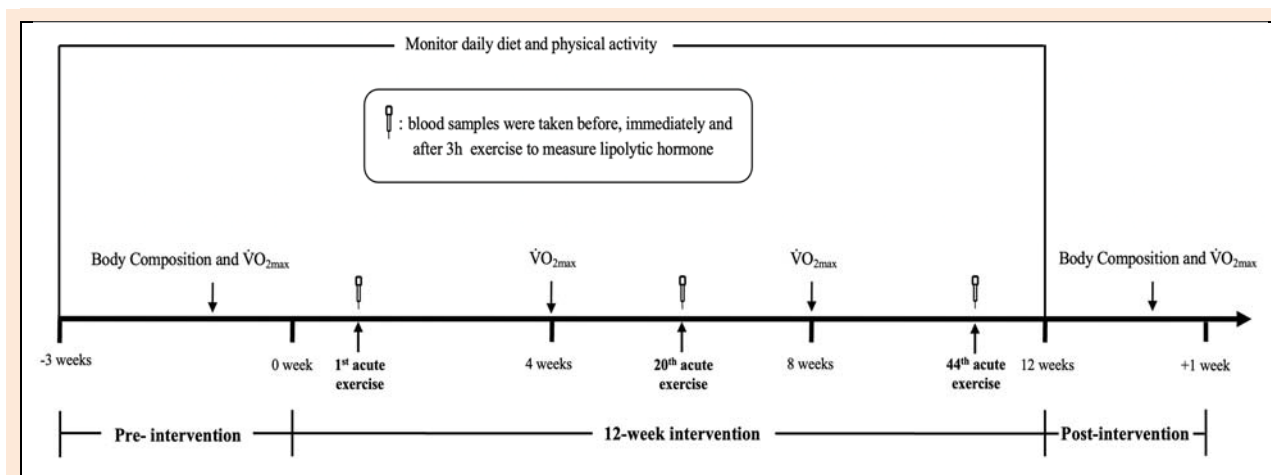 Monitor daily diet and physical activity
: blood samples were taken before, immediately and
after 3h exercise to measure lipolytic hormone
Body Composition and V̇O₂max
V̇O₂max
V̇O₂max
Body Composition and V̇O₂max
-3 weeks
0 week
1st acute
exercise
4 weeks
20th acute
exercise
8 weeks
44th acute
exercise
12 weeks
+1 week
Pre- intervention
12-week intervention
Post-intervention